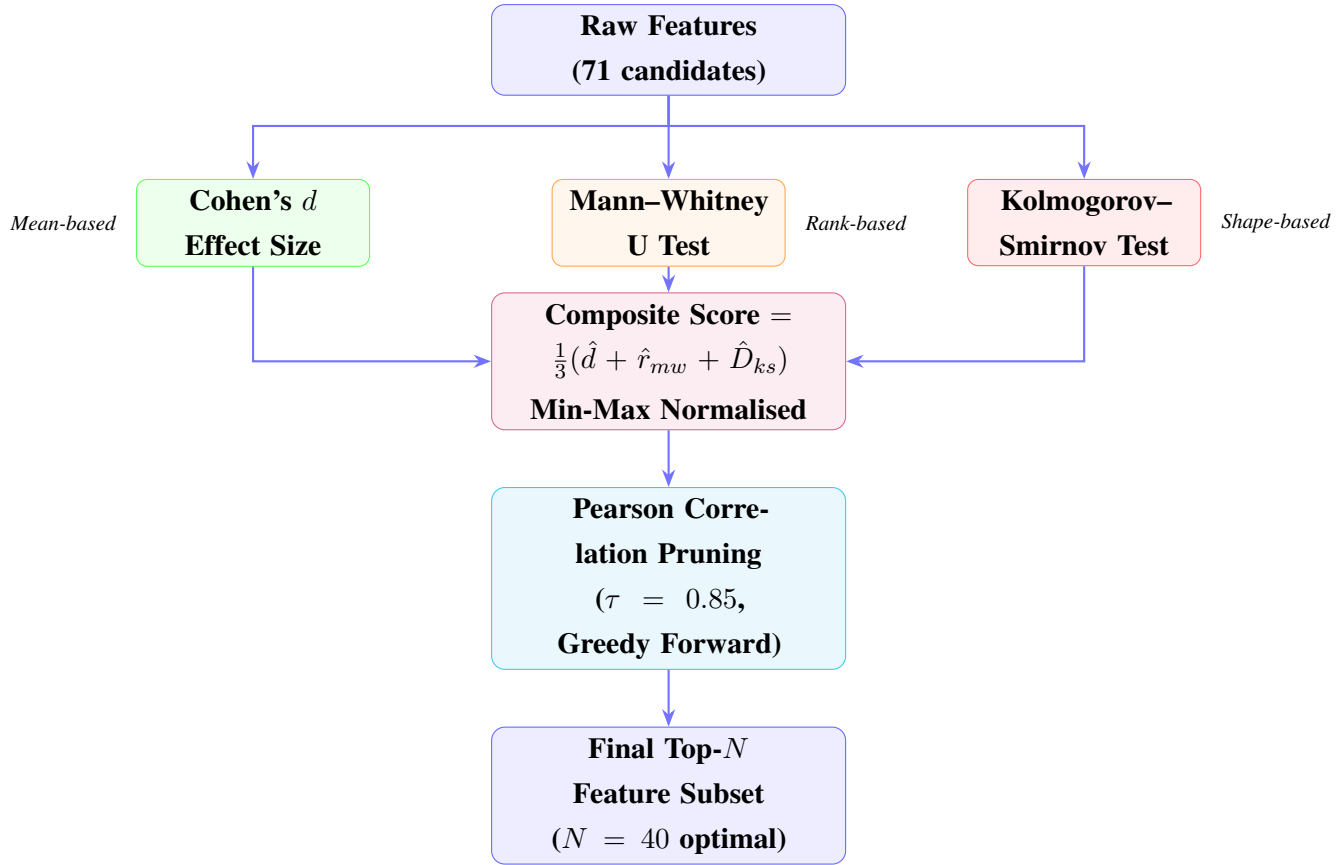 Raw Features
(71 candidates)
Mean-based
Cohen's d
Effect Size
Mann–Whitney
U Test
Rank-based
Kolmogorov–
Smirnov Test
Shape-based
Composite Score =
1/3(d̂ + r̂_mw + D̂_ks)
Min-Max Normalised
Pearson Corre-
lation Pruning
(τ = 0.85,
Greedy Forward)
Final Top-N
Feature Subset
(N = 40 optimal)